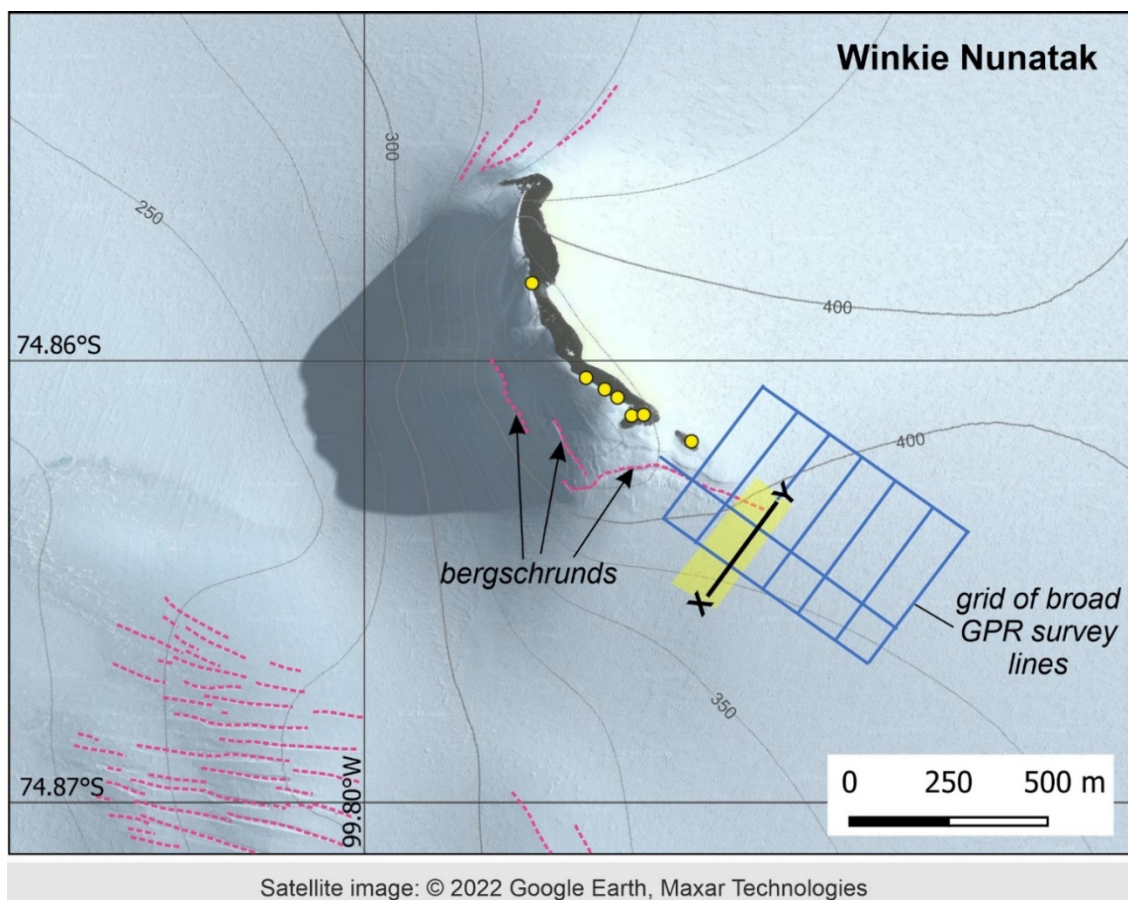 Winkie Nunatak
300
250
400
74.86°S
400
Y
bergschrunds
X
grid of broad
GPR survey
lines
350
74.87°S
99.80°W
0 250 500 m
Satellite image: © 2022 Google Earth, Maxar Technologies